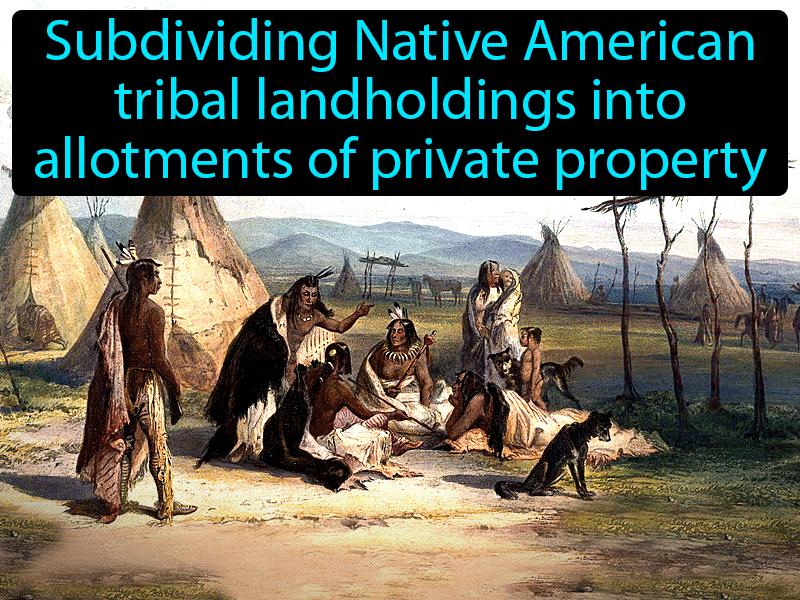 Subdividing Native American
tribal landholdings into
allotments of private property